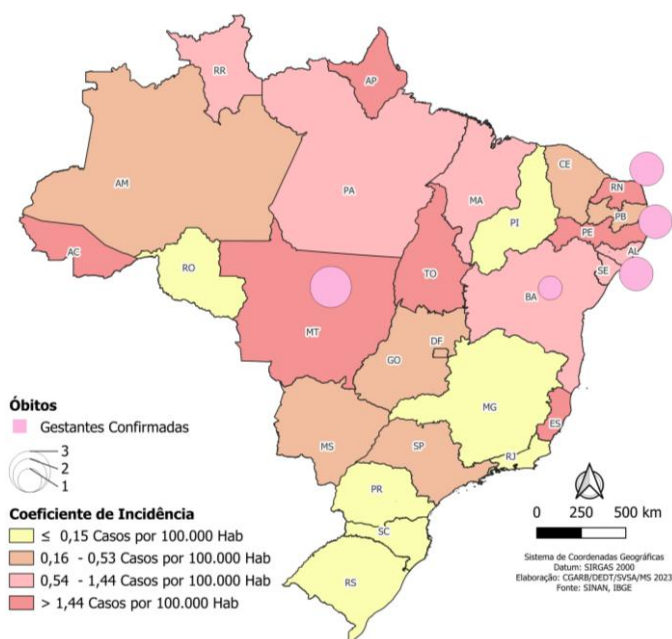 RR
AP
AM
PA
MA
CE
RN
PB
PI
PE
AL
SE
AC
RO
TO
BA
MT
DF
GO
MG
ES
MS
SP
RJ
PR
SC
RS
Óbitos
Gestantes Confirmadas
3
2
1
Coeficiente de Incidência
≤ 0,15 Casos por 100.000 Hab
0,16 - 0,53 Casos por 100.000 Hab
0,54 - 1,44 Casos por 100.000 Hab
> 1,44 Casos por 100.000 Hab
0 250 500 km
Sistema de Coordenadas Geográficas
Datum: SIRGAS 2000
Elaboração: CGARB/DEDT/SVSA/MS 2023
Fonte: SINAN, IBGE